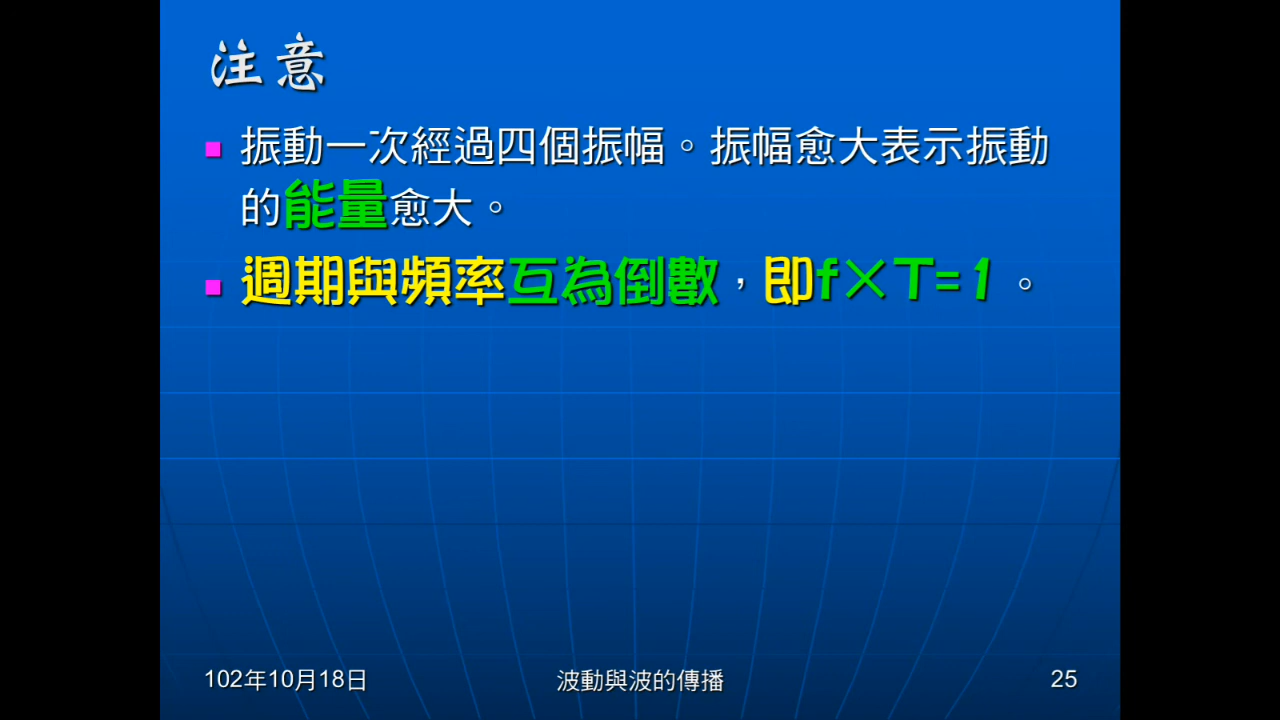 注意
振動一次經過四個振幅。振幅愈大表示振動
的能量愈大。
週期與頻率互為倒數，即f×T=1。
102年10月18日
波動與波的傳播
25